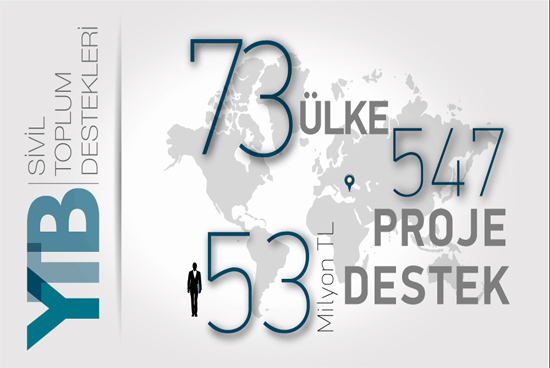 YTB
SİVİL
TOPLUM
DESTEKLERİ
73 ÜLKE
547
PROJE
DESTEK
53 Milyon TL